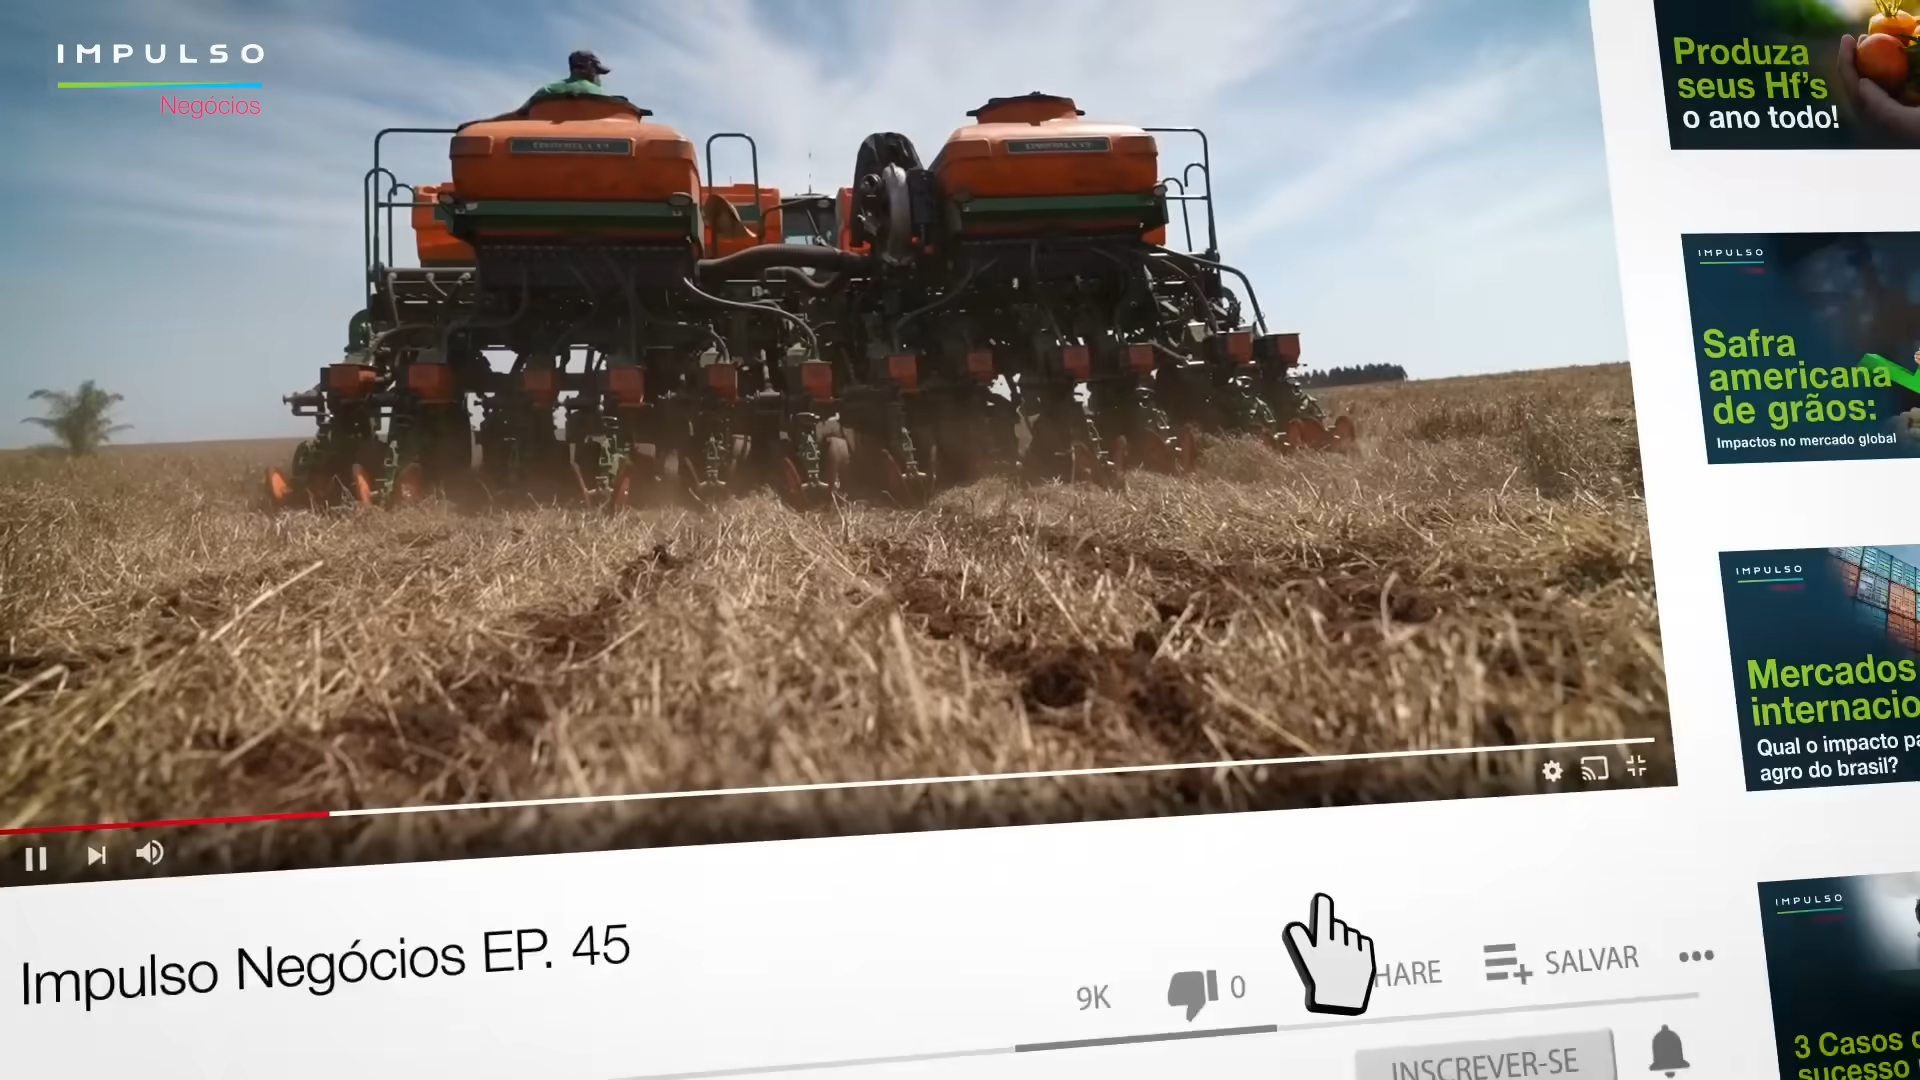 IMPULSO
Negócios
Produza
seus Hf's
o ano todo!
IMPULSO
Safra
americana
de grãos:
Impactos no mercado global
IMPULSO
Mercados
internacio
Qual o impacto pa
agro do brasil?
IMPULSO
3 Casos
sucesso
Impulso Negócios EP. 45
9K
0
HARE
SALVAR
INSCREVER-SE